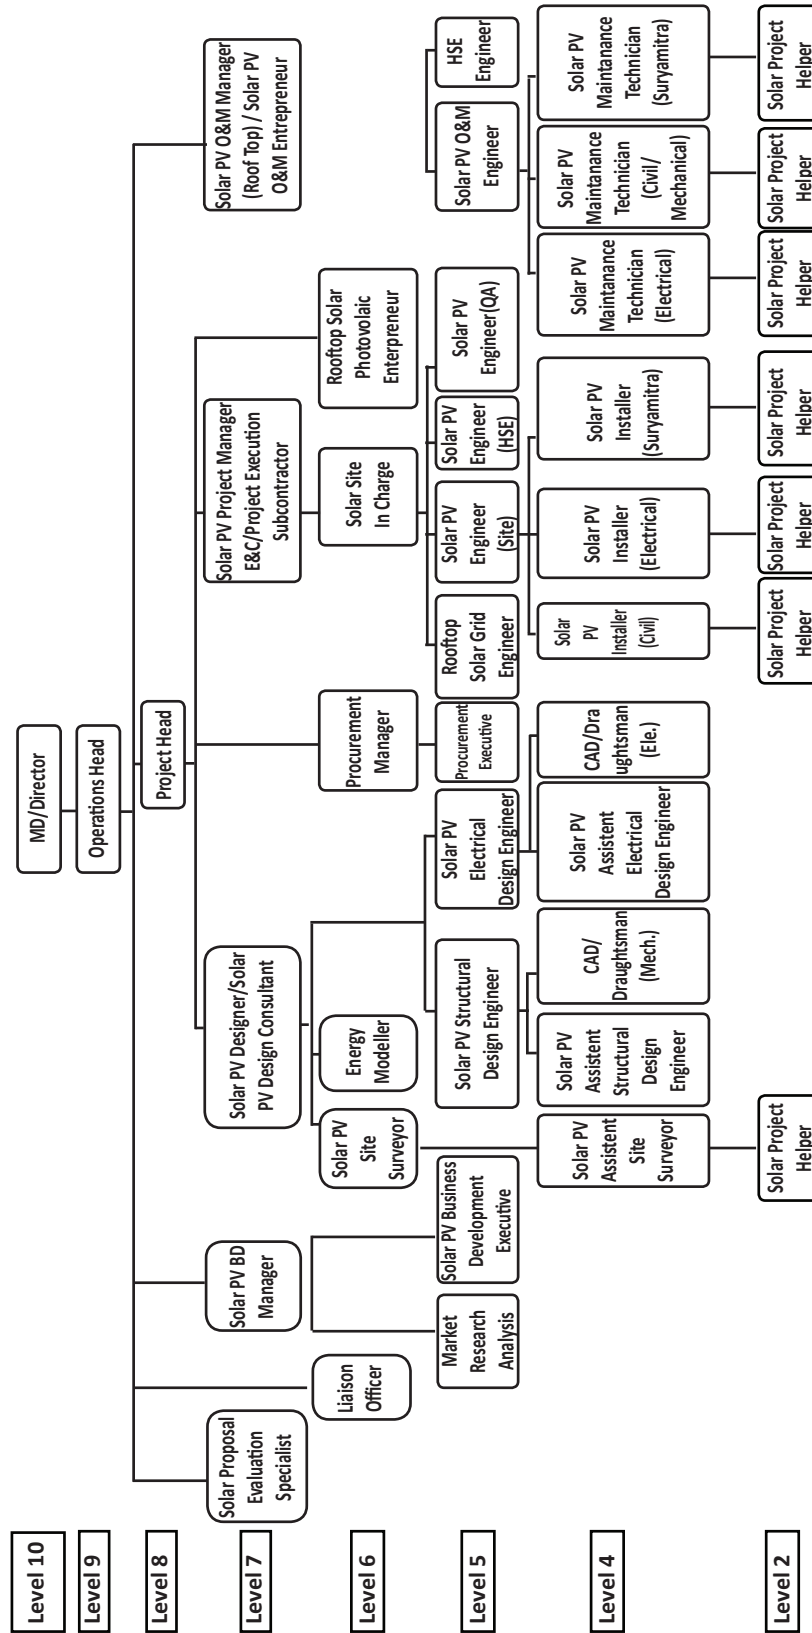 Level 10
MD/Director
Level 9
Operations Head
Level 8
Project Head
Level 7
Solar Proposal
Evaluation
Specialist
Solar PV BD
Manager
Solar PV Designer/Solar
PV Design Consultant
Solar PV Project Manager
E&C/Project Execution
Subcontractor
Solar PV O&M Manager
(Roof Top) / Solar PV
O&M Entrepreneur
Level 6
Liaison
Officer
Solar PV
Site
Surveyor
Energy
Modeller
Procurement
Manager
Solar Site
In Charge
Rooftop Solar
Photovolaic
Enterpreneur
Level 5
Market
Research
Analysis
Solar PV Business
Development
Executive
Solar PV Structural
Design Engineer
Solar PV
Electrical
Design Engineer
Procurement
Executive
Rooftop
Solar Grid
Engineer
Solar PV
Engineer
(Site)
Solar PV
Engineer
(HSE)
Solar PV
Engineer(QA)
Solar PV O&M
Engineer
HSE
Engineer
Level 4
Solar PV
Assistent
Site
Surveyor
Solar PV
Assistent
Structural
Design
Engineer
CAD/
Draughtsman
(Mech.)
Solar PV
Assistent
Electrical
Design Engineer
CAD/Dra
ughtsman
(Ele.)
Solar
PV
Installer
(Civil)
Solar PV
Installer
(Electrical)
Solar PV
Installer
(Suryamitra)
Solar PV
Maintanance
Technician
(Electrical)
Solar PV
Maintanance
Technician
(Civil/
Mechanical)
Solar PV
Maintanance
Technician
(Suryamitra)
Level 2
Solar Project
Helper
Solar Project
Helper
Solar Project
Helper
Solar Project
Helper
Solar Project
Helper
Solar Project
Helper
Solar Project
Helper